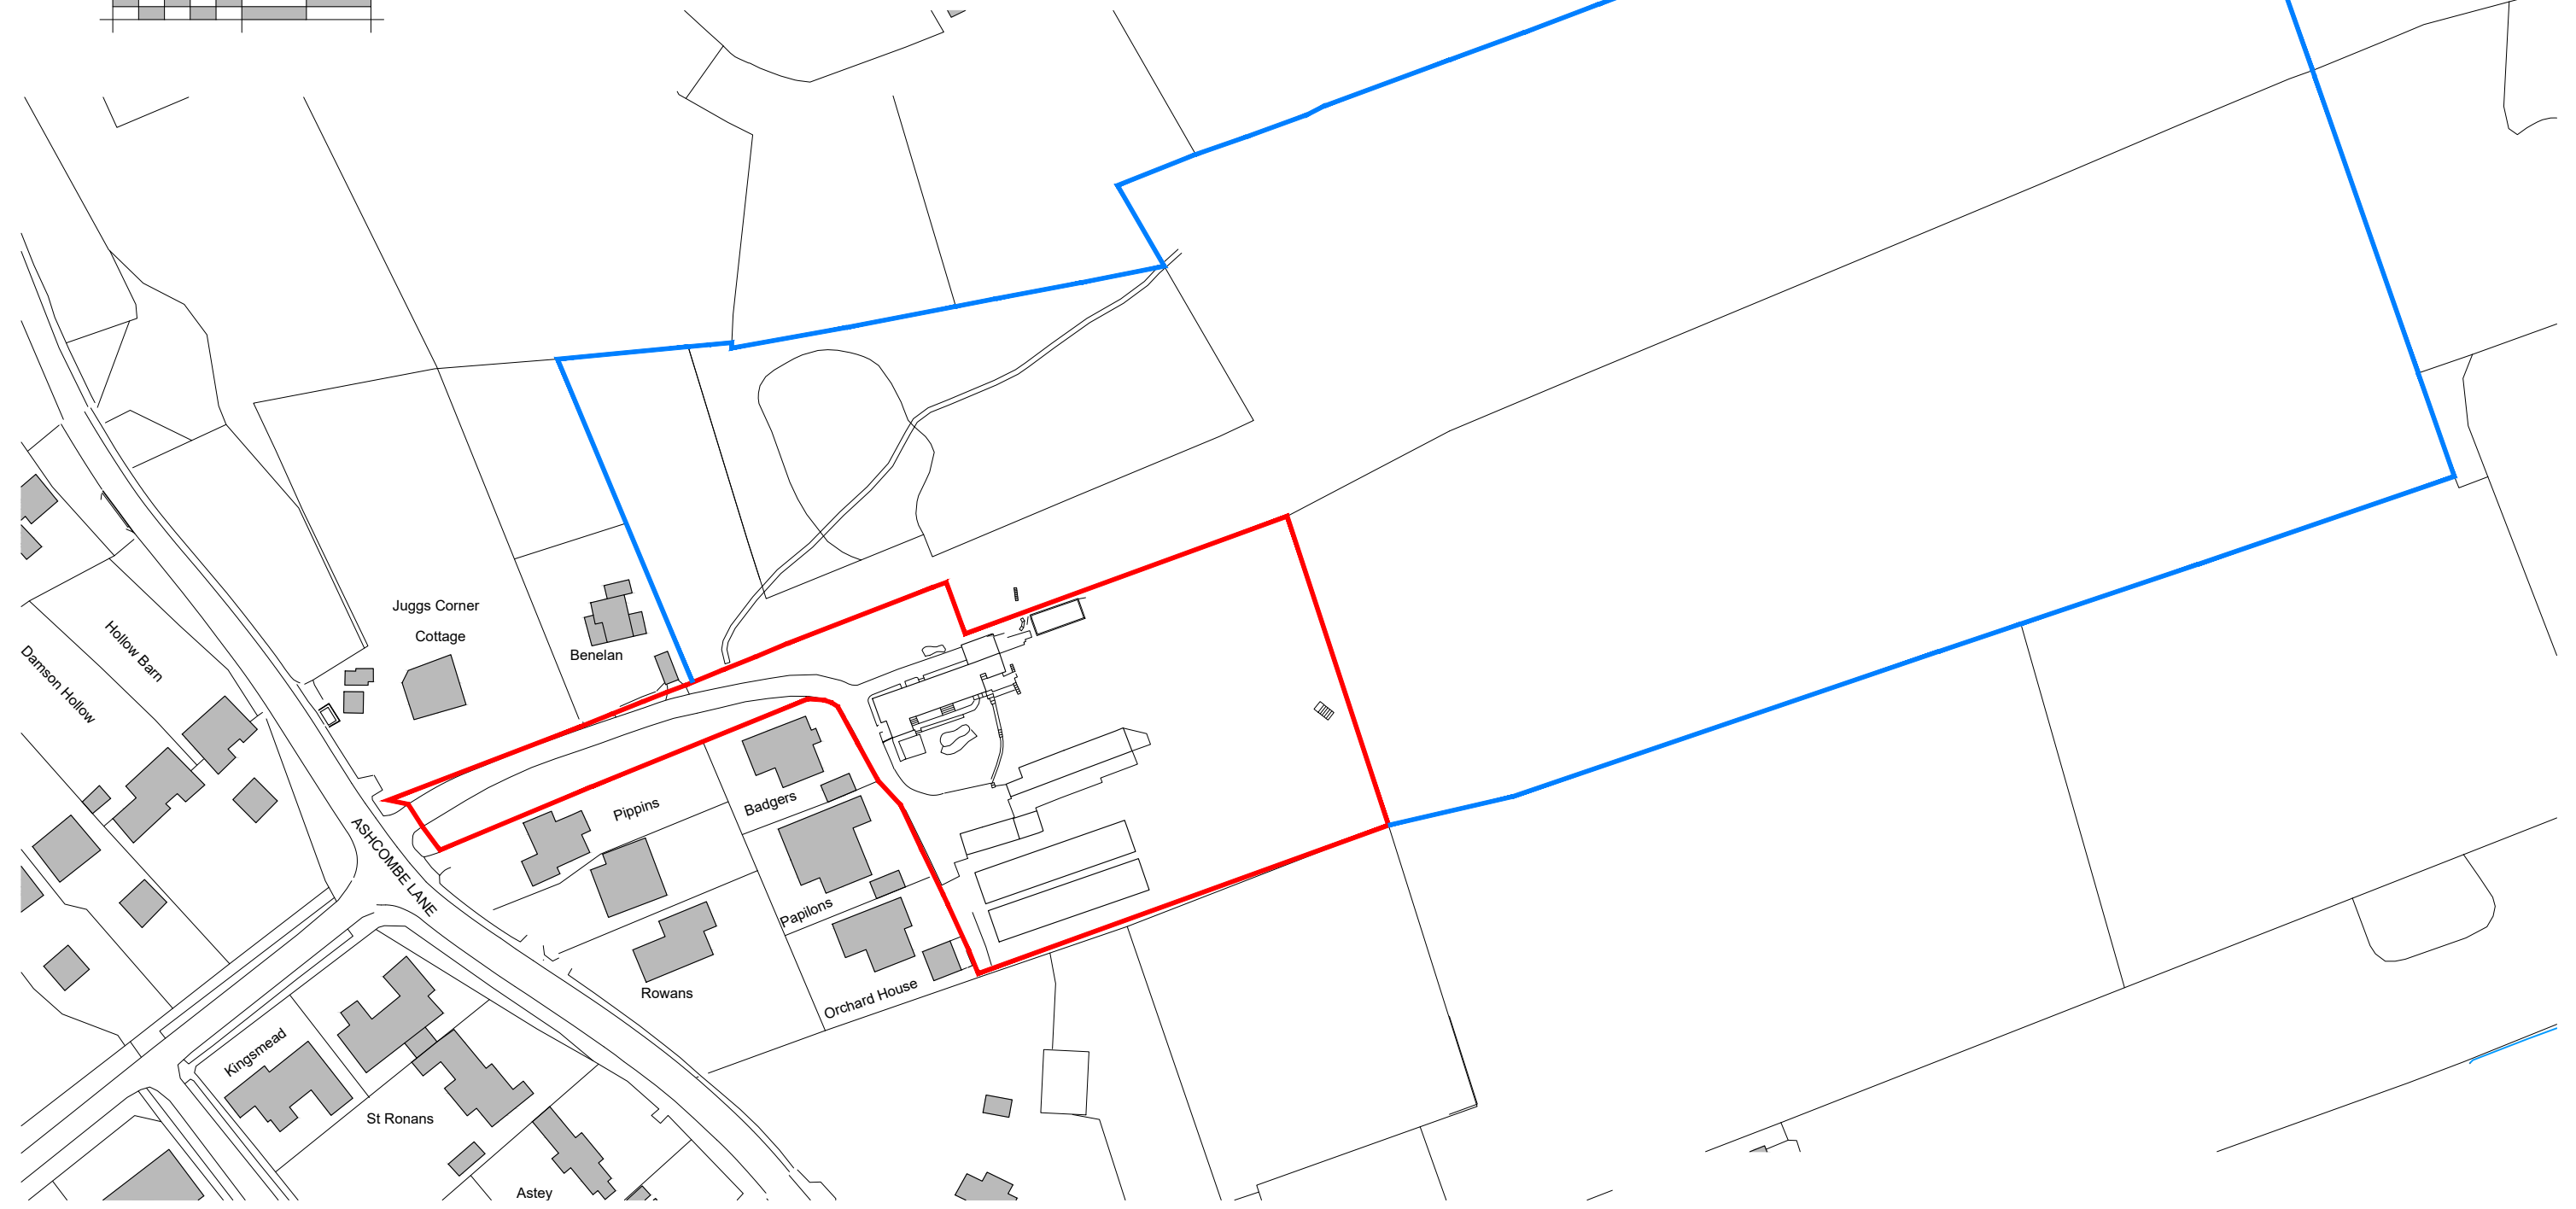 Juggs Corner
Cottage
Hollow Barn
Damson Hollow
Benelan
Pippins
Badgers
ASHCOMBE LANE
Papilons
Rowans
Orchard House
Kingsmead
St Ronans
Astey